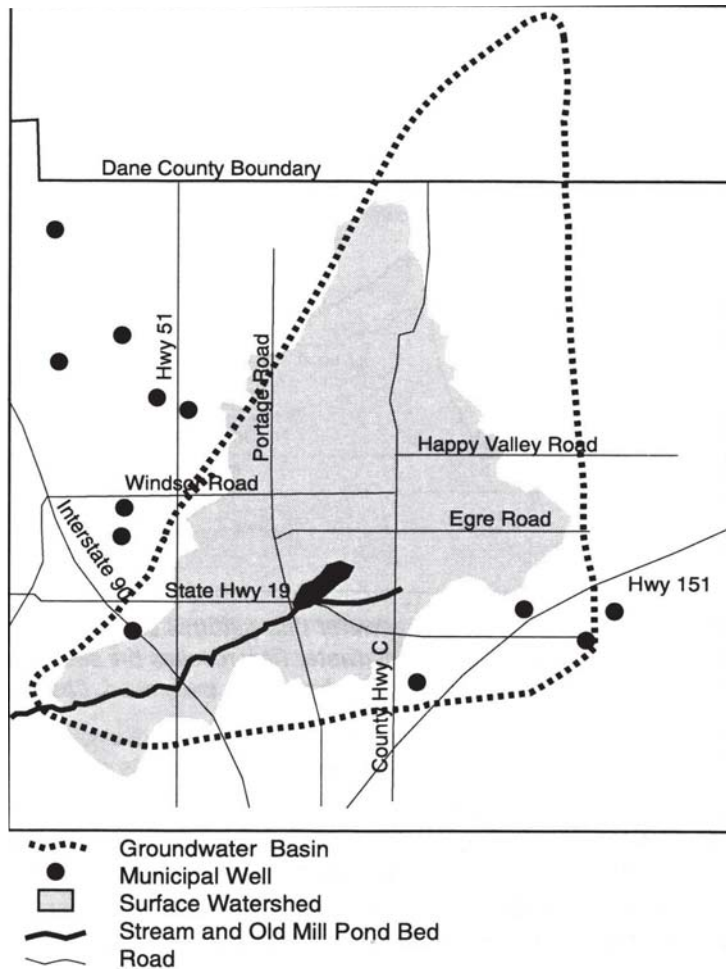 Dane County Boundary
Hwy 51
Portage Road
Happy Valley Road
Windsor Road
Interstate 90
Egre Road
State Hwy 19
Hwy 151
County Hwy C
Groundwater Basin
Municipal Well
Surface Watershed
Stream and Old Mill Pond Bed
Road